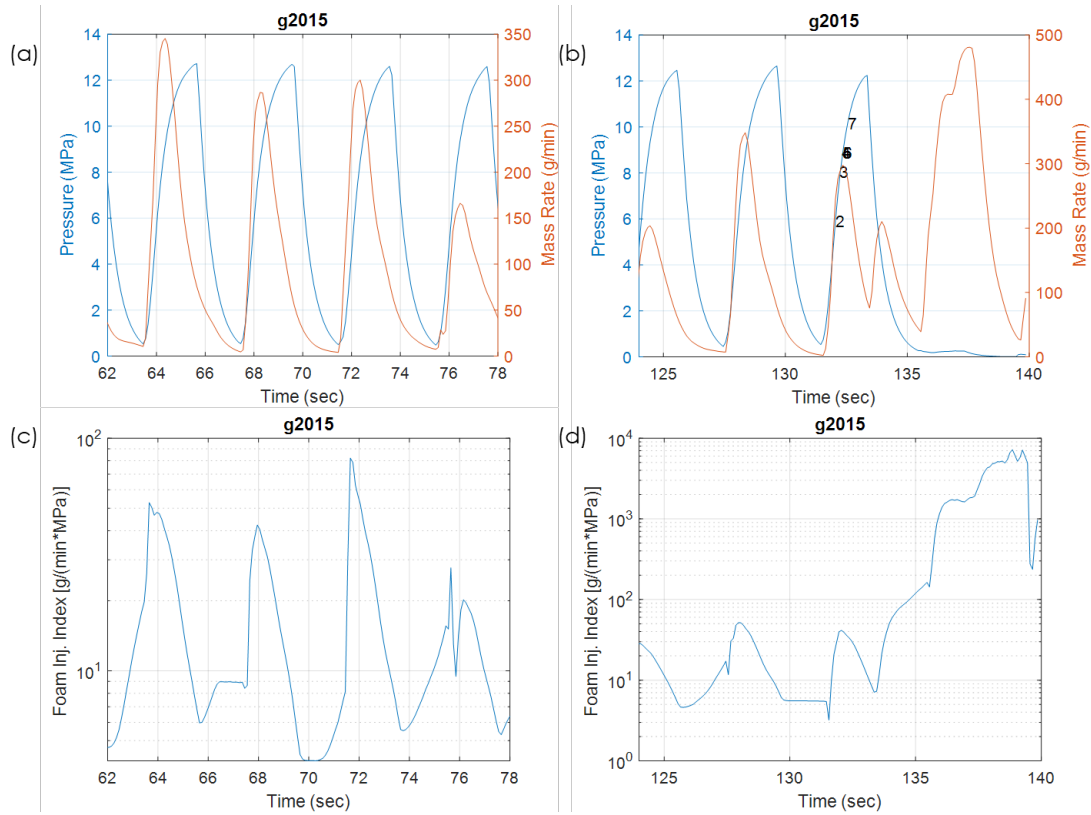 (a)
g2015
14
12
10
8
6
4
2
0
Pressure (MPa)
350
300
250
200
150
100
50
0
Mass Rate (g/min)
62 64 66 68 70 72 74 76 78
Time (sec)
(b)
g2015
14
12
10
8
6
4
2
0
Pressure (MPa)
7
3
2
500
400
300
200
100
0
Mass Rate (g/min)
125 130 135 140
Time (sec)
(c)
g2015
10^2
10^1
Foam Inj. Index [g/(min*MPa)]
62 64 66 68 70 72 74 76 78
Time (sec)
(d)
g2015
10^4
10^3
10^2
10^1
10^0
Foam Inj. Index [g/(min*MPa)]
125 130 135 140
Time (sec)